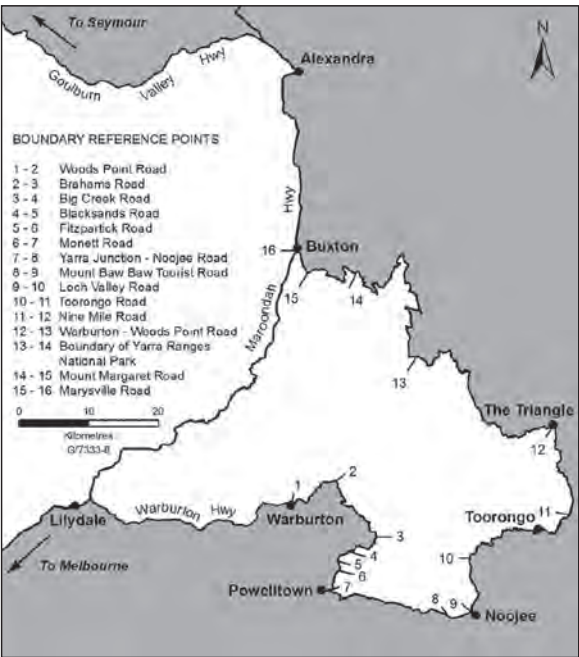 To Seymour
N
Alexandra
Goulburn Valley Hwy
BOUNDARY REFERENCE POINTS
1 - 2 Woods Point Road
2 - 3 Brahams Road
3 - 4 Big Creek Road
4 - 5 Blacksands Road
5 - 6 Fitzpartick Road
6 - 7 Monett Road
7 - 8 Yarra Junction - Noojee Road
8 - 9 Mount Baw Baw Tourist Road
9 - 10 Loch Valley Road
10 - 11 Toorongo Road
11 - 12 Nine Mile Road
12 - 13 Warburton - Woods Point Road
13 - 14 Boundary of Yarra Ranges
National Park
14 - 15 Mount Margaret Road
15 - 16 Marysville Road
0 10 20
Kilometres
G/7333-B
Maroondah Hwy
16 Buxton
15
14
13
The Triangle
12
1
2
Lilydale
Warburton Hwy
Warburton
Toorongo
11
3
4
5
6
7
10
To Melbourne
Powelltown
8
9
Noojee